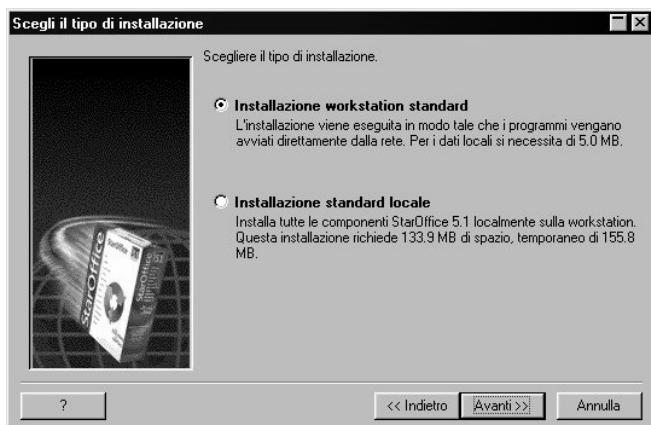 Scegli il tipo di installazione
Scegliere il tipo di installazione.
Installazione workstation standard
L'installazione viene eseguita in modo tale che i programmi vengano
avviati direttamente dalla rete. Per i dati locali si necessita di 5.0 MB.
Installazione standard locale
Installa tutte le componenti StarOffice 5.1 localmente sulla workstation.
Questa installazione richiede 133.9 MB di spazio, temporaneo di 155.8
MB.
StarOffice
StarOffice
?
<< Indietro
Avanti >>
Annulla